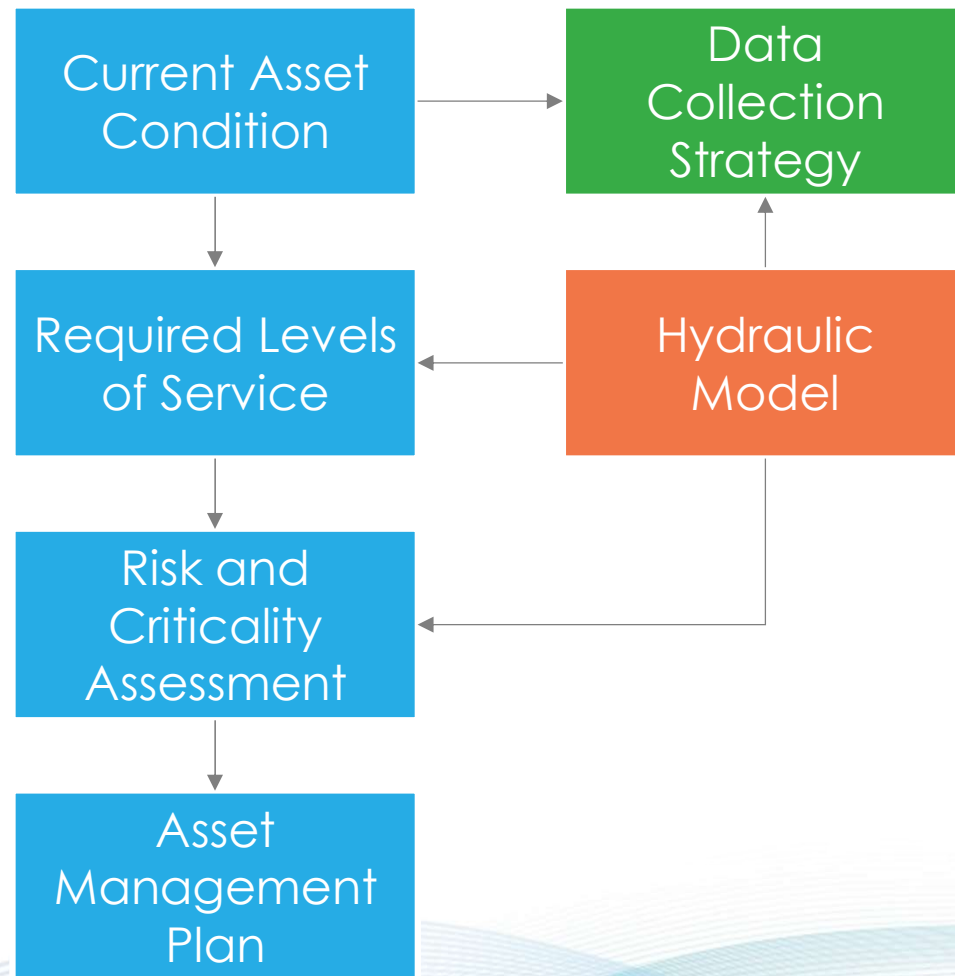 Current Asset
Condition
Data
Collection
Strategy
Required Levels
of Service
Hydraulic
Model
Risk and
Criticality
Assessment
Asset
Management
Plan